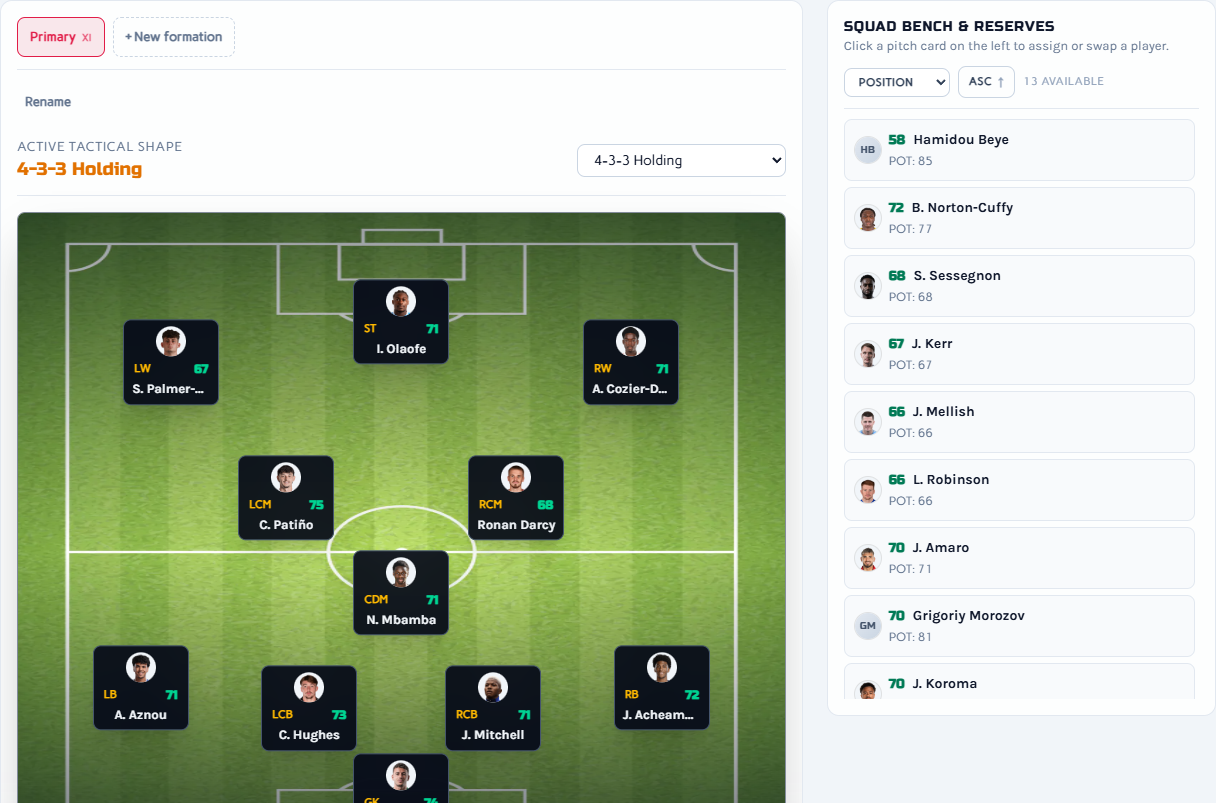 Primary XI
+ New formation
Rename
ACTIVE TACTICAL SHAPE
4-3-3 Holding
4-3-3 Holding
ST 71
I. Olaofe
LW 67
S. Palmer-...
RW 71
A. Cozier-D...
LCM 75
C. Patiño
RCM 68
Ronan Darcy
CDM 71
N. Mbamba
LB 71
A. Aznou
LCB 73
C. Hughes
RCB 71
J. Mitchell
RB 72
J. Acheam...
GK
SQUAD BENCH & RESERVES
Click a pitch card on the left to assign or swap a player.
POSITION
ASC ↑
13 AVAILABLE
HB
58 Hamidou Beye
POT: 85
72 B. Norton-Cuffy
POT: 77
68 S. Sessegnon
POT: 68
67 J. Kerr
POT: 67
66 J. Mellish
POT: 66
66 L. Robinson
POT: 66
70 J. Amaro
POT: 71
GM
70 Grigoriy Morozov
POT: 81
70 J. Koroma